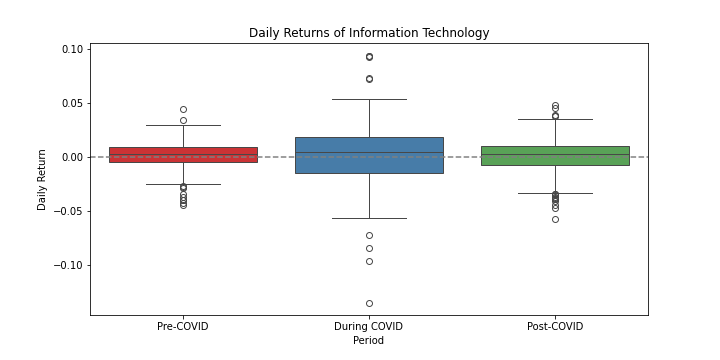 Daily Returns of Information Technology
0.10
0.05
0.00
−0.05
−0.10
Daily Return
Pre-COVID
During COVID
Post-COVID
Period